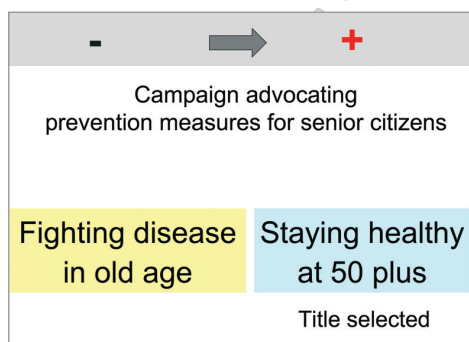 - +
Campaign advocating
prevention measures for senior citizens
Fighting disease
in old age
Staying healthy
at 50 plus
Title selected